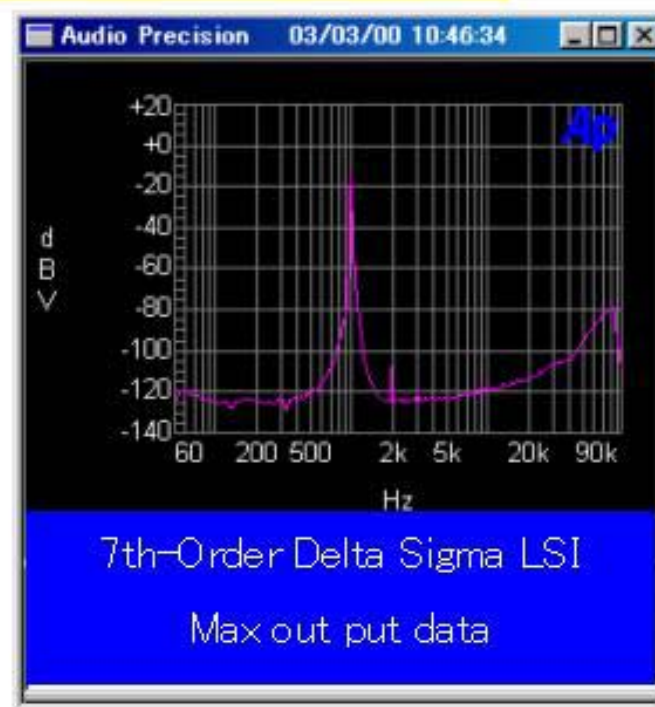 Audio Precision 03/03/00 10:46:34
Ap
+20
+0
-20
-40
-60
-80
-100
-120
-140
d
B
V
60 200 500 2k 5k 20k 90k
Hz
7th-Order Delta Sigma LSI
Max out put data